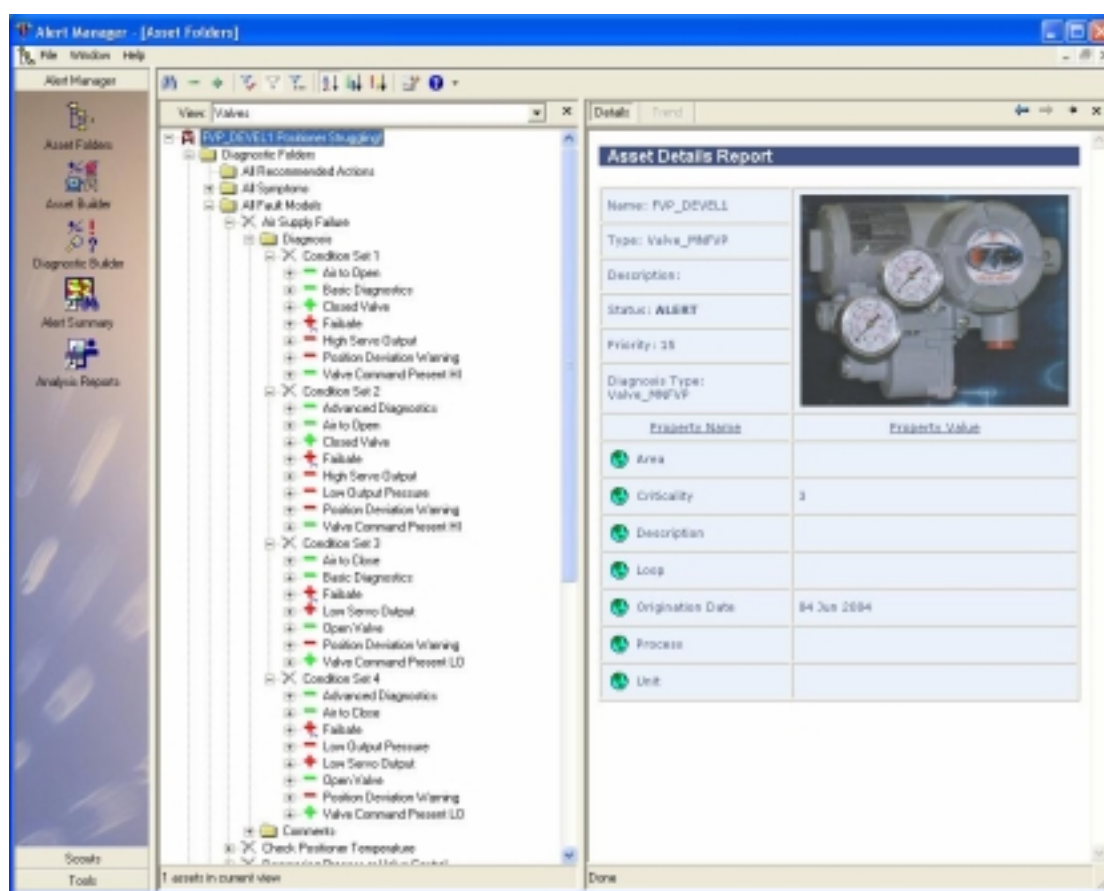 Alert Manager - [Asset Folders]
File Window Help
Alert Manager
Asset Folders
Asset Builder
Diagnostic Builder
Alert Summary
Analysis Reports
Scouts
Tools
View: Valves
FVP_DEVEL1 Positioner Struggling!
Diagnostic Folders
All Recommended Actions
All Symptoms
All Fault Models
Air Supply Failure
Diagnosis
Condition Set 1
Air to Open
Basic Diagnostics
Closed Valve
Failsafe
High Servo Output
Position Deviation Warning
Valve Command Present HI
Condition Set 2
Advanced Diagnostics
Air to Open
Closed Valve
Failsafe
High Servo Output
Low Output Pressure
Position Deviation Warning
Valve Command Present HI
Condition Set 3
Air to Close
Basic Diagnostics
Failsafe
Low Servo Output
Open Valve
Position Deviation Warning
Valve Command Present LO
Condition Set 4
Advanced Diagnostics
Air to Close
Failsafe
Low Output Pressure
Low Servo Output
Open Valve
Position Deviation Warning
Valve Command Present LO
Comments
Check Positioner Temperature
1 assets in current view
Details Trend
Asset Details Report
Name: FVP_DEVEL1
Type: Valve_MNFVP
Description:
Status: ALERT
Priority: 15
Diagnosis Type:
Valve_MNFVP
Property Name Property Value
Area
Criticality 3
Description
Loop
Origination Date 04 Jun 2004
Process
Unit
Done